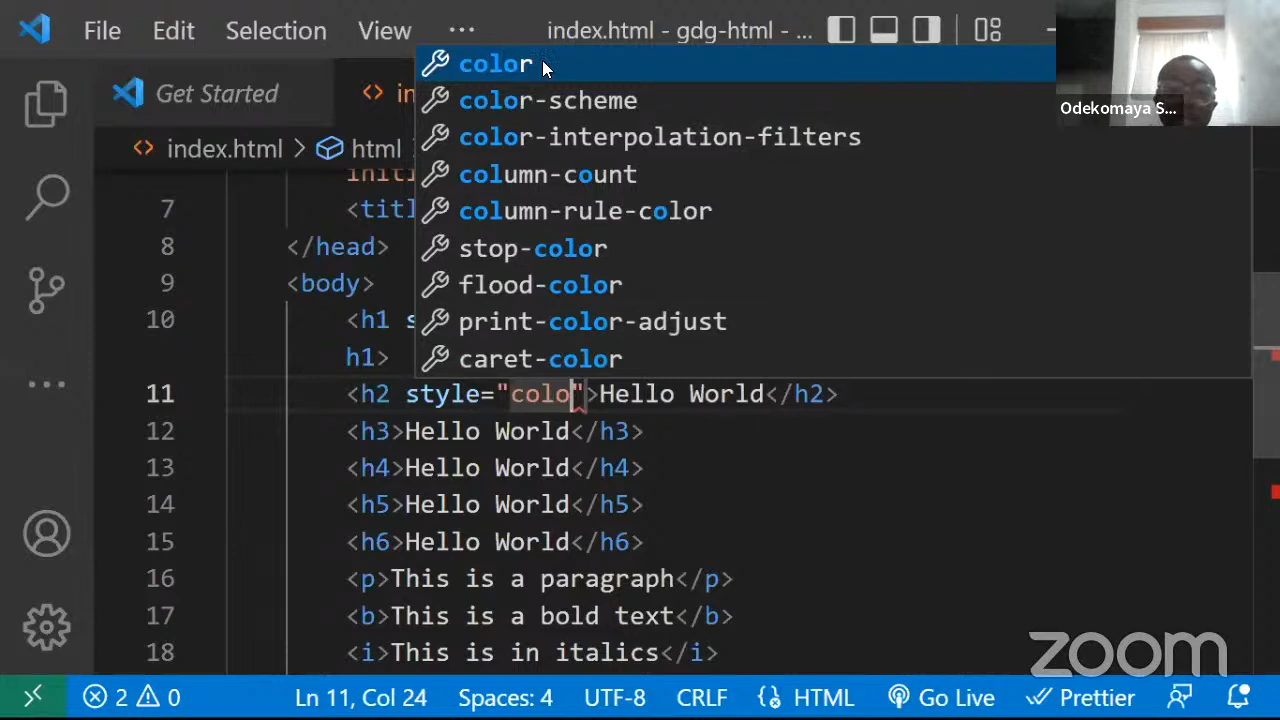 File Edit Selection View ··· index.html - gdg-html - ...
Get Started
index.html > html
color
color-scheme
color-interpolation-filters
column-count
column-rule-color
stop-color
flood-color
print-color-adjust
caret-color
Odekomaya S...
7 <titl
8 </head>
9 <body>
10 <h1
h1>
11 <h2 style="colo">Hello World</h2>
12 <h3>Hello World</h3>
13 <h4>Hello World</h4>
14 <h5>Hello World</h5>
15 <h6>Hello World</h6>
16 <p>This is a paragraph</p>
17 <b>This is a bold text</b>
18 <i>This is in italics</i>
zoom
2 0 Ln 11, Col 24 Spaces: 4 UTF-8 CRLF HTML Go Live Prettier